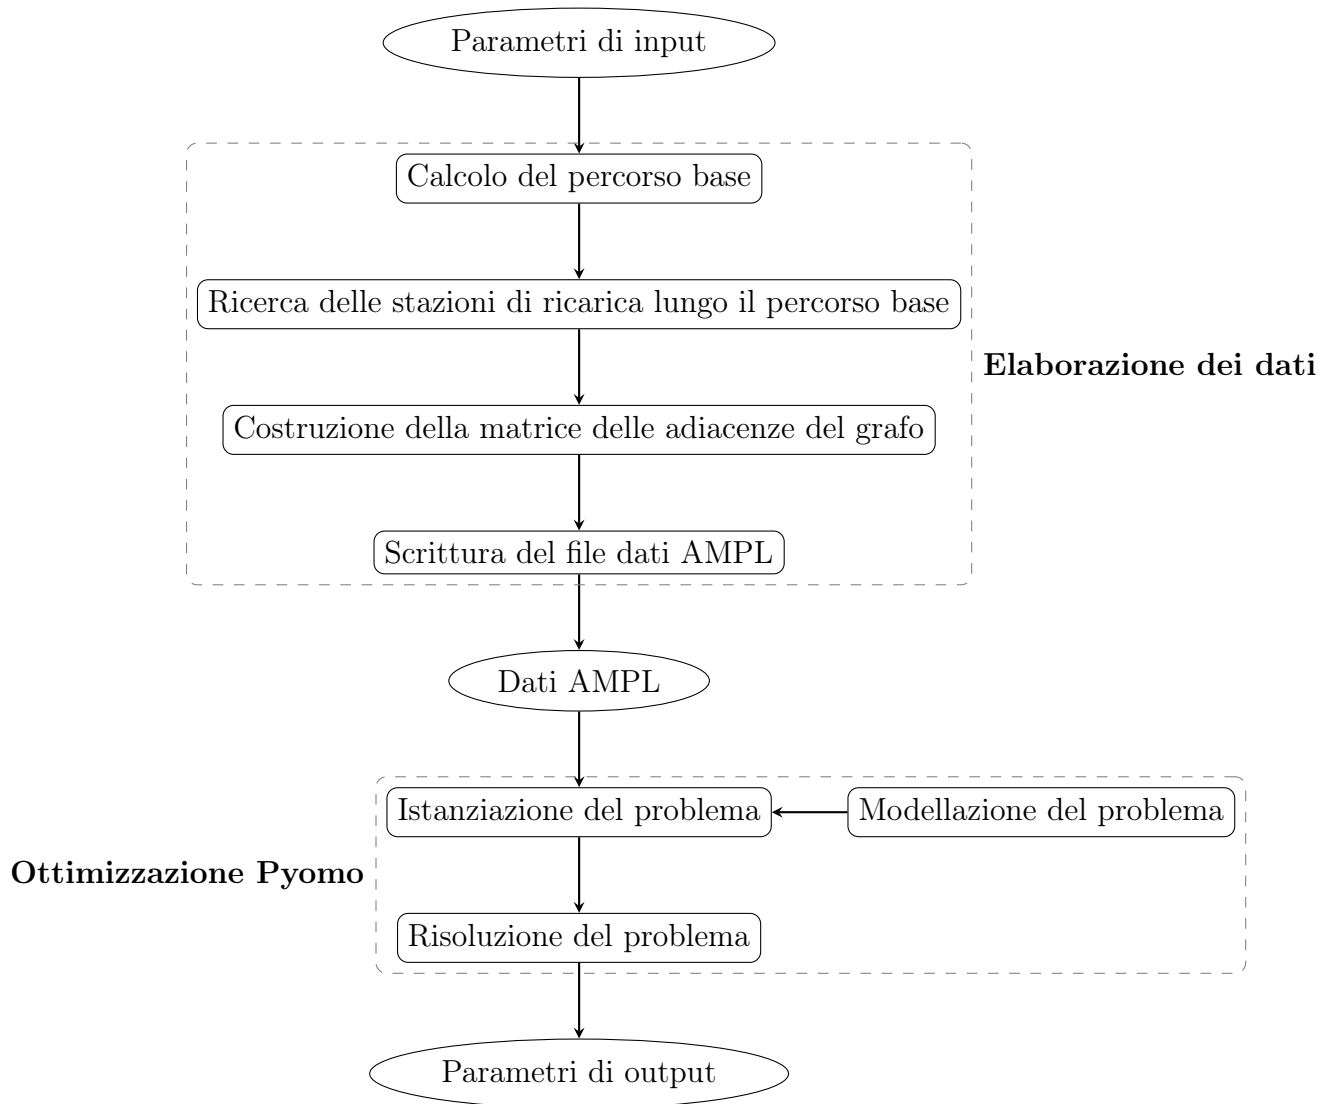 Parametri di input
Calcolo del percorso base
Ricerca delle stazioni di ricarica lungo il percorso base
Elaborazione dei dati
Costruzione della matrice delle adiacenze del grafo
Scrittura del file dati AMPL
Dati AMPL
Istanziazione del problema
Modellazione del problema
Ottimizzazione Pyomo
Risoluzione del problema
Parametri di output